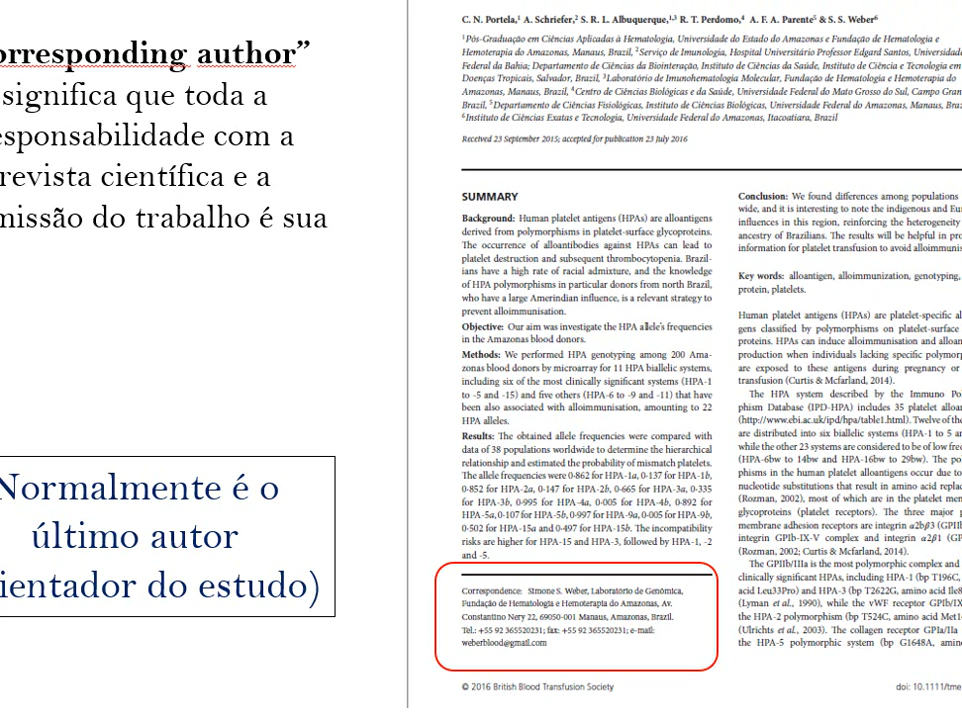 orresponding author”
significa que toda a
esponsabilidade com a
revista científica e a
missão do trabalho é sua
Normalmente é o
último autor
ientador do estudo)
C. N. Portela,¹ A. Schriefer,² S. R. L. Albuquerque,¹,³ R. T. Perdomo,⁴ A. F. A. Parente⁵ & S. S. Weber⁶
¹Pós-Graduação em Ciências Aplicadas à Hematologia, Universidade do Estado do Amazonas e Fundação de Hematologia e
Hemoterapia do Amazonas, Manaus, Brazil, ²Serviço de Imunologia, Hospital Universitário Professor Edgard Santos, Universidade
Federal da Bahia; Departamento de Ciências da Biointeração, Instituto de Ciências da Saúde, Instituto de Ciência e Tecnologia em
Doenças Tropicais, Salvador, Brazil, ³Laboratório de Imunohematologia Molecular, Fundação de Hematologia e Hemoterapia do
Amazonas, Manaus, Brazil, ⁴Centro de Ciências Biológicas e da Saúde, Universidade Federal do Mato Grosso do Sul, Campo Gran
Brazil, ⁵Departamento de Ciências Fisiológicas, Instituto de Ciências Biológicas, Universidade Federal do Amazonas, Manaus, Braz
⁶Instituto de Ciências Exatas e Tecnologia, Universidade Federal do Amazonas, Itacoatiara, Brazil
Received 23 September 2015; accepted for publication 23 July 2016
SUMMARY
Background: Human platelet antigens (HPAs) are alloantigens
derived from polymorphisms in platelet-surface glycoproteins.
The occurrence of alloantibodies against HPAs can lead to
platelet destruction and subsequent thrombocytopenia. Brazil-
ians have a high rate of racial admixture, and the knowledge
of HPA polymorphisms in particular donors from north Brazil,
who have a large Amerindian influence, is a relevant strategy to
prevent alloimmunisation.
Objective: Our aim was investigate the HPA allele’s frequencies
in the Amazonas blood donors.
Methods: We performed HPA genotyping among 200 Ama-
zonas blood donors by microarray for 11 HPA biallelic systems,
including six of the most clinically significant systems (HPA-1
to -5 and -15) and five others (HPA-6 to -9 and -11) that have
been also associated with alloimmunisation, amounting to 22
HPA alleles.
Results: The obtained allele frequencies were compared with
data of 38 populations worldwide to determine the hierarchical
relationship and estimated the probability of mismatch platelets.
The allele frequencies were 0·862 for HPA-1a, 0·137 for HPA-1b,
0·852 for HPA-2a, 0·147 for HPA-2b, 0·665 for HPA-3a, 0·335
for HPA-3b, 0·995 for HPA-4a, 0·005 for HPA-4b, 0·892 for
HPA-5a, 0·107 for HPA-5b, 0·997 for HPA-9a, 0·005 for HPA-9b,
0·502 for HPA-15a and 0·497 for HPA-15b. The incompatibility
risks are higher for HPA-15 and HPA-3, followed by HPA-1, -2
and -5.
Correspondence: Simone S. Weber, Laboratório de Genômica,
Fundação de Hematologia e Hemoterapia do Amazonas, Av.
Constantino Nery 22, 69050-001 Manaus, Amazonas, Brazil.
Tel.: +55 92 365520231; fax: +55 92 365520231; e-mail:
weberblood@gmail.com
Conclusion: We found differences among populations
wide, and it is interesting to note the indigenous and Eu
influences in this region, reinforcing the heterogeneity
ancestry of Brazilians. The results will be helpful in pro
information for platelet transfusion to avoid alloimmunis
Key words: alloantigen, alloimmunization, genotyping,
protein, platelets.
Human platelet antigens (HPAs) are platelet-specific al
gens classified by polymorphisms on platelet-surface
proteins. HPAs can induce alloimmunisation and alloan
production when individuals lacking specific polymorp
are exposed to these antigens during pregnancy or
transfusion (Curtis & Mcfarland, 2014).
The HPA system described by the Immuno Pol
phism Database (IPD-HPA) includes 35 platelet alloan
(http://www.ebi.ac.uk/ipd/hpa/table1.html). Twelve of the
are distributed into six biallelic systems (HPA-1 to 5 an
while the other 23 systems are considered to be of low frec
(HPA-6bw to 14bw and HPA-16bw to 29bw). The pol
phisms in the human platelet alloantigens occur due to
nucleotide substitutions that result in amino acid replac
(Rozman, 2002), most of which are in the platelet mem
glycoproteins (platelet receptors). The three major p
membrane adhesion receptors are integrin α2bβ3 (GPII
integrin GPIb-IX-V complex and integrin α2β1 (GP
(Rozman, 2002; Curtis & Mcfarland, 2014).
The GPIIb/IIIa is the most polymorphic complex and
clinically significant HPAs, including HPA-1 (bp T196C,
acid Leu33Pro) and HPA-3 (bp T2622G, amino acid Ile8
(Lyman et al., 1990), while the vWF receptor GPIb/IX
the HPA-2 polymorphism (bp T524C, amino acid Met1
(Ulrichts et al., 2003). The collagen receptor GPIa/IIa
the HPA-5 polymorphic system (bp G1648A, amino
© 2016 British Blood Transfusion Society
doi: 10.1111/tme